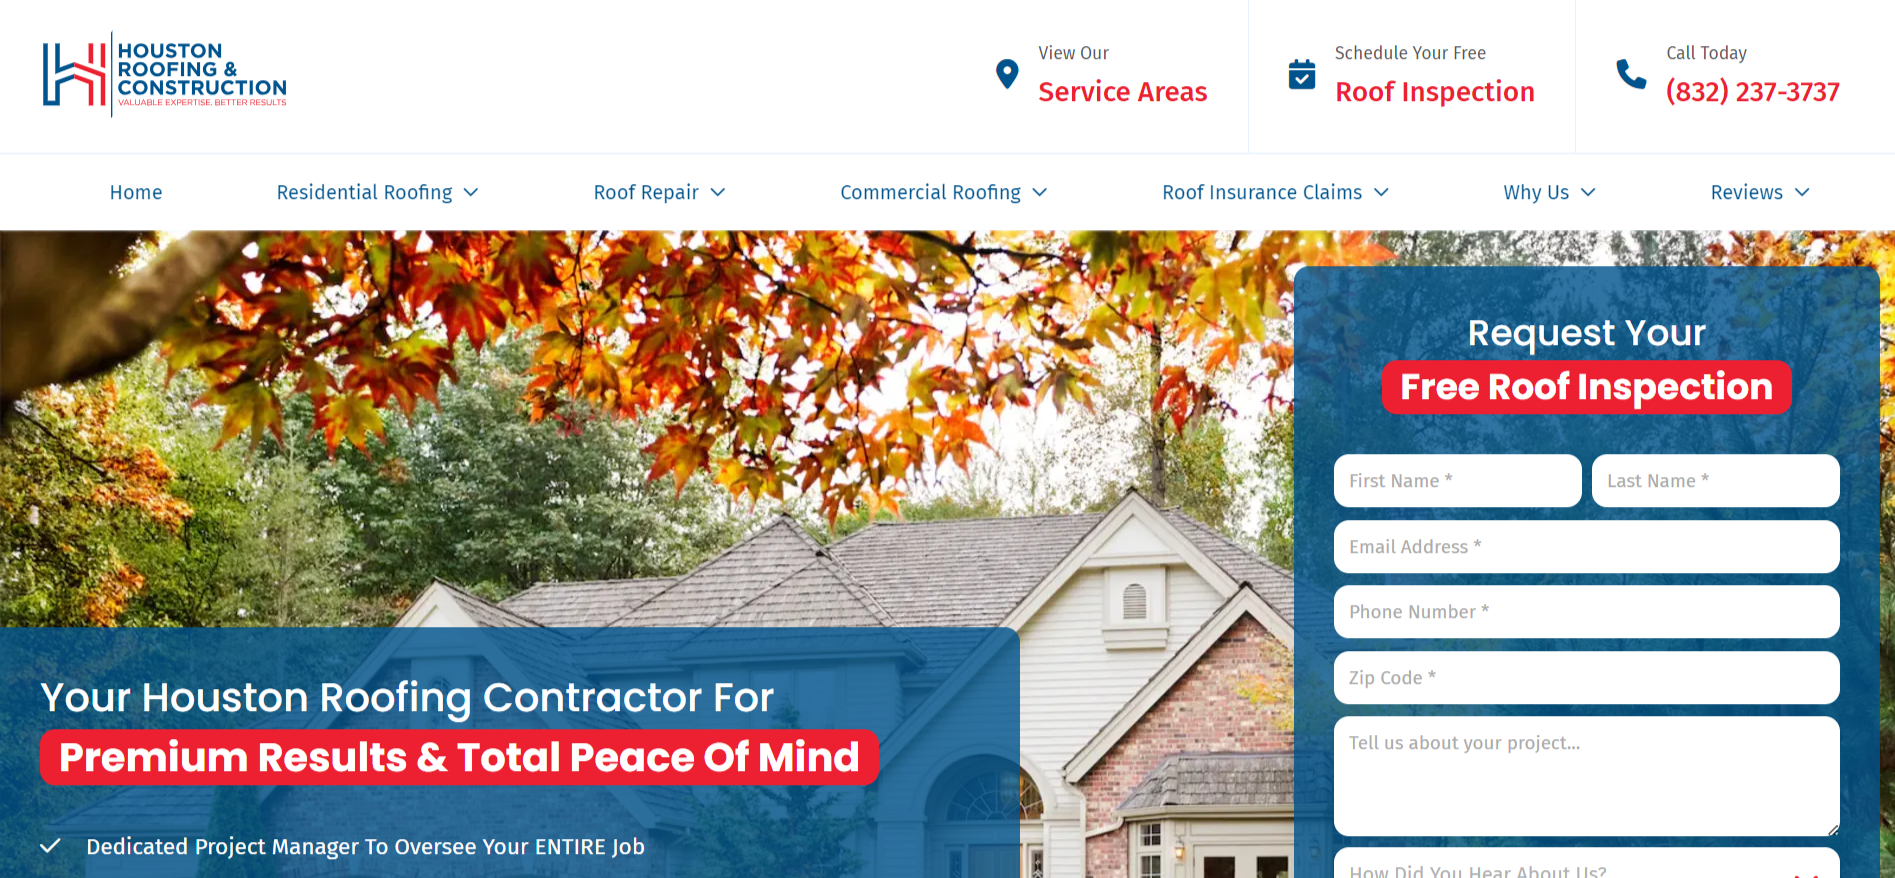 HOUSTON
ROOFING &
CONSTRUCTION
VALUABLE EXPERTISE. BETTER RESULTS
View Our
Service Areas
Schedule Your Free
Roof Inspection
Call Today
(832) 237-3737
Home
Residential Roofing
Roof Repair
Commercial Roofing
Roof Insurance Claims
Why Us
Reviews
Your Houston Roofing Contractor For
Premium Results & Total Peace Of Mind
Dedicated Project Manager To Oversee Your ENTIRE Job
Request Your
Free Roof Inspection
First Name *
Last Name *
Email Address *
Phone Number *
Zip Code *
Tell us about your project...
How Did You Hear About Us?